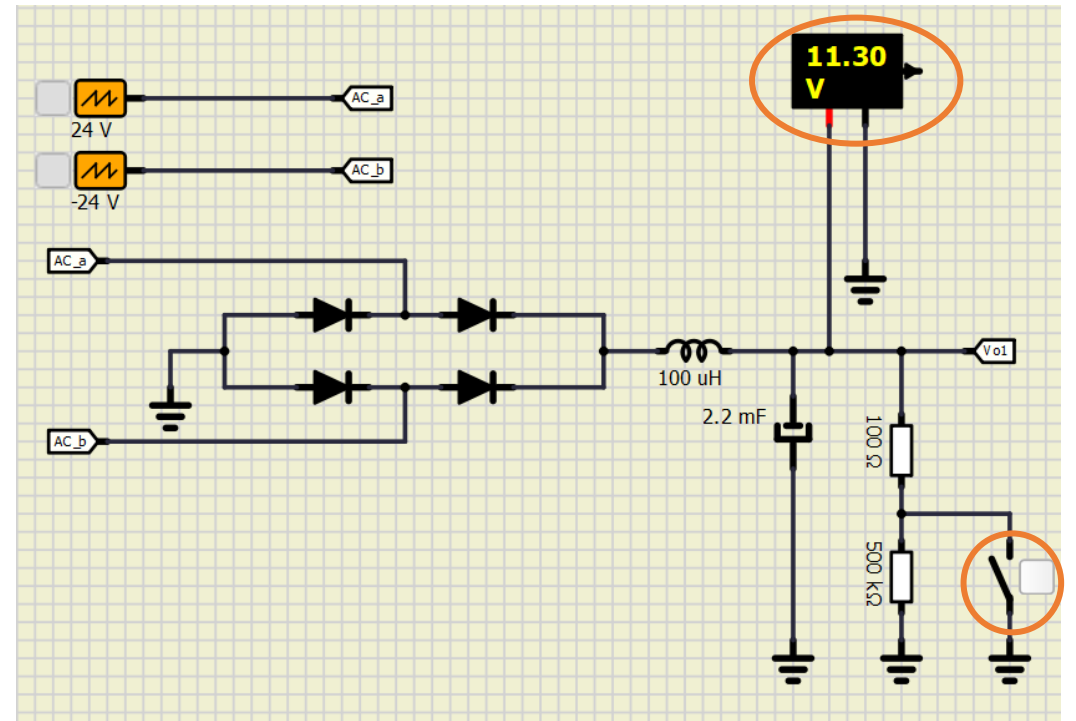 11.30
V
AC_a
24 V
AC_b
-24 V
AC_a
Vo1
100 uH
2.2 mF
100 Ω
AC_b
500 kΩ